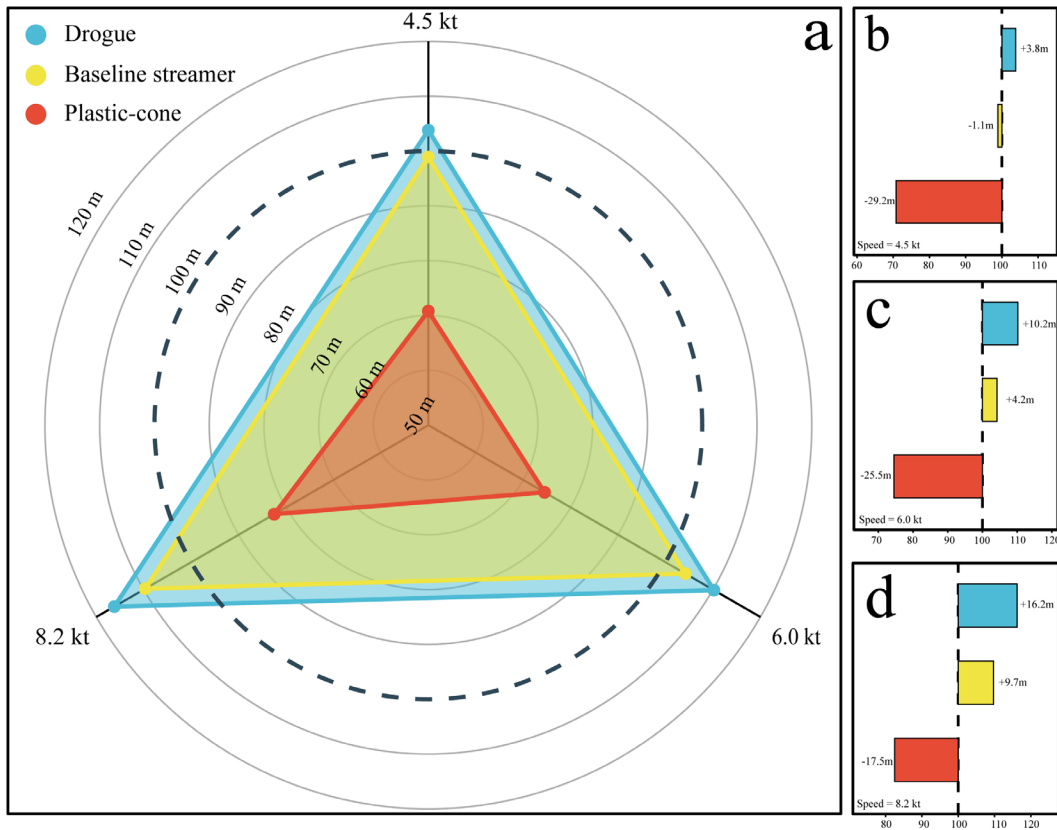 a
4.5 kt
Drogue
Baseline streamer
Plastic-cone
120 m
110 m
100 m
90 m
80 m
70 m
60 m
50 m
8.2 kt
6.0 kt
b
+3.8m
-1.1m
-29.2m
Speed = 4.5 kt
60 70 80 90 100 110
c
+10.2m
+4.2m
-25.5m
Speed = 6.0 kt
70 80 90 100 110 120
d
+16.2m
+9.7m
-17.5m
Speed = 8.2 kt
80 90 100 110 120